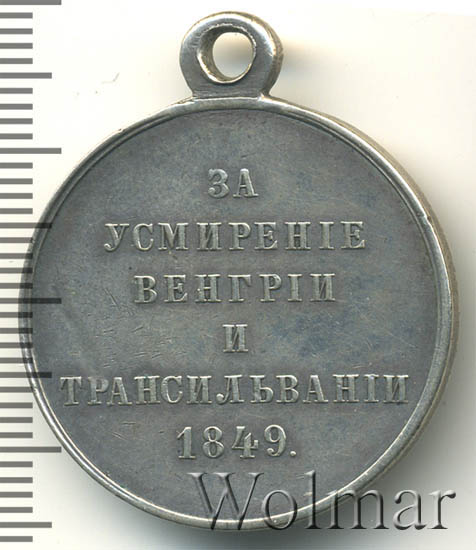 ЗА
УСМИРЕНІЕ
ВЕНГРІИ
И
ТРАНСИЛЬВАНІИ
1849.
Wolmar